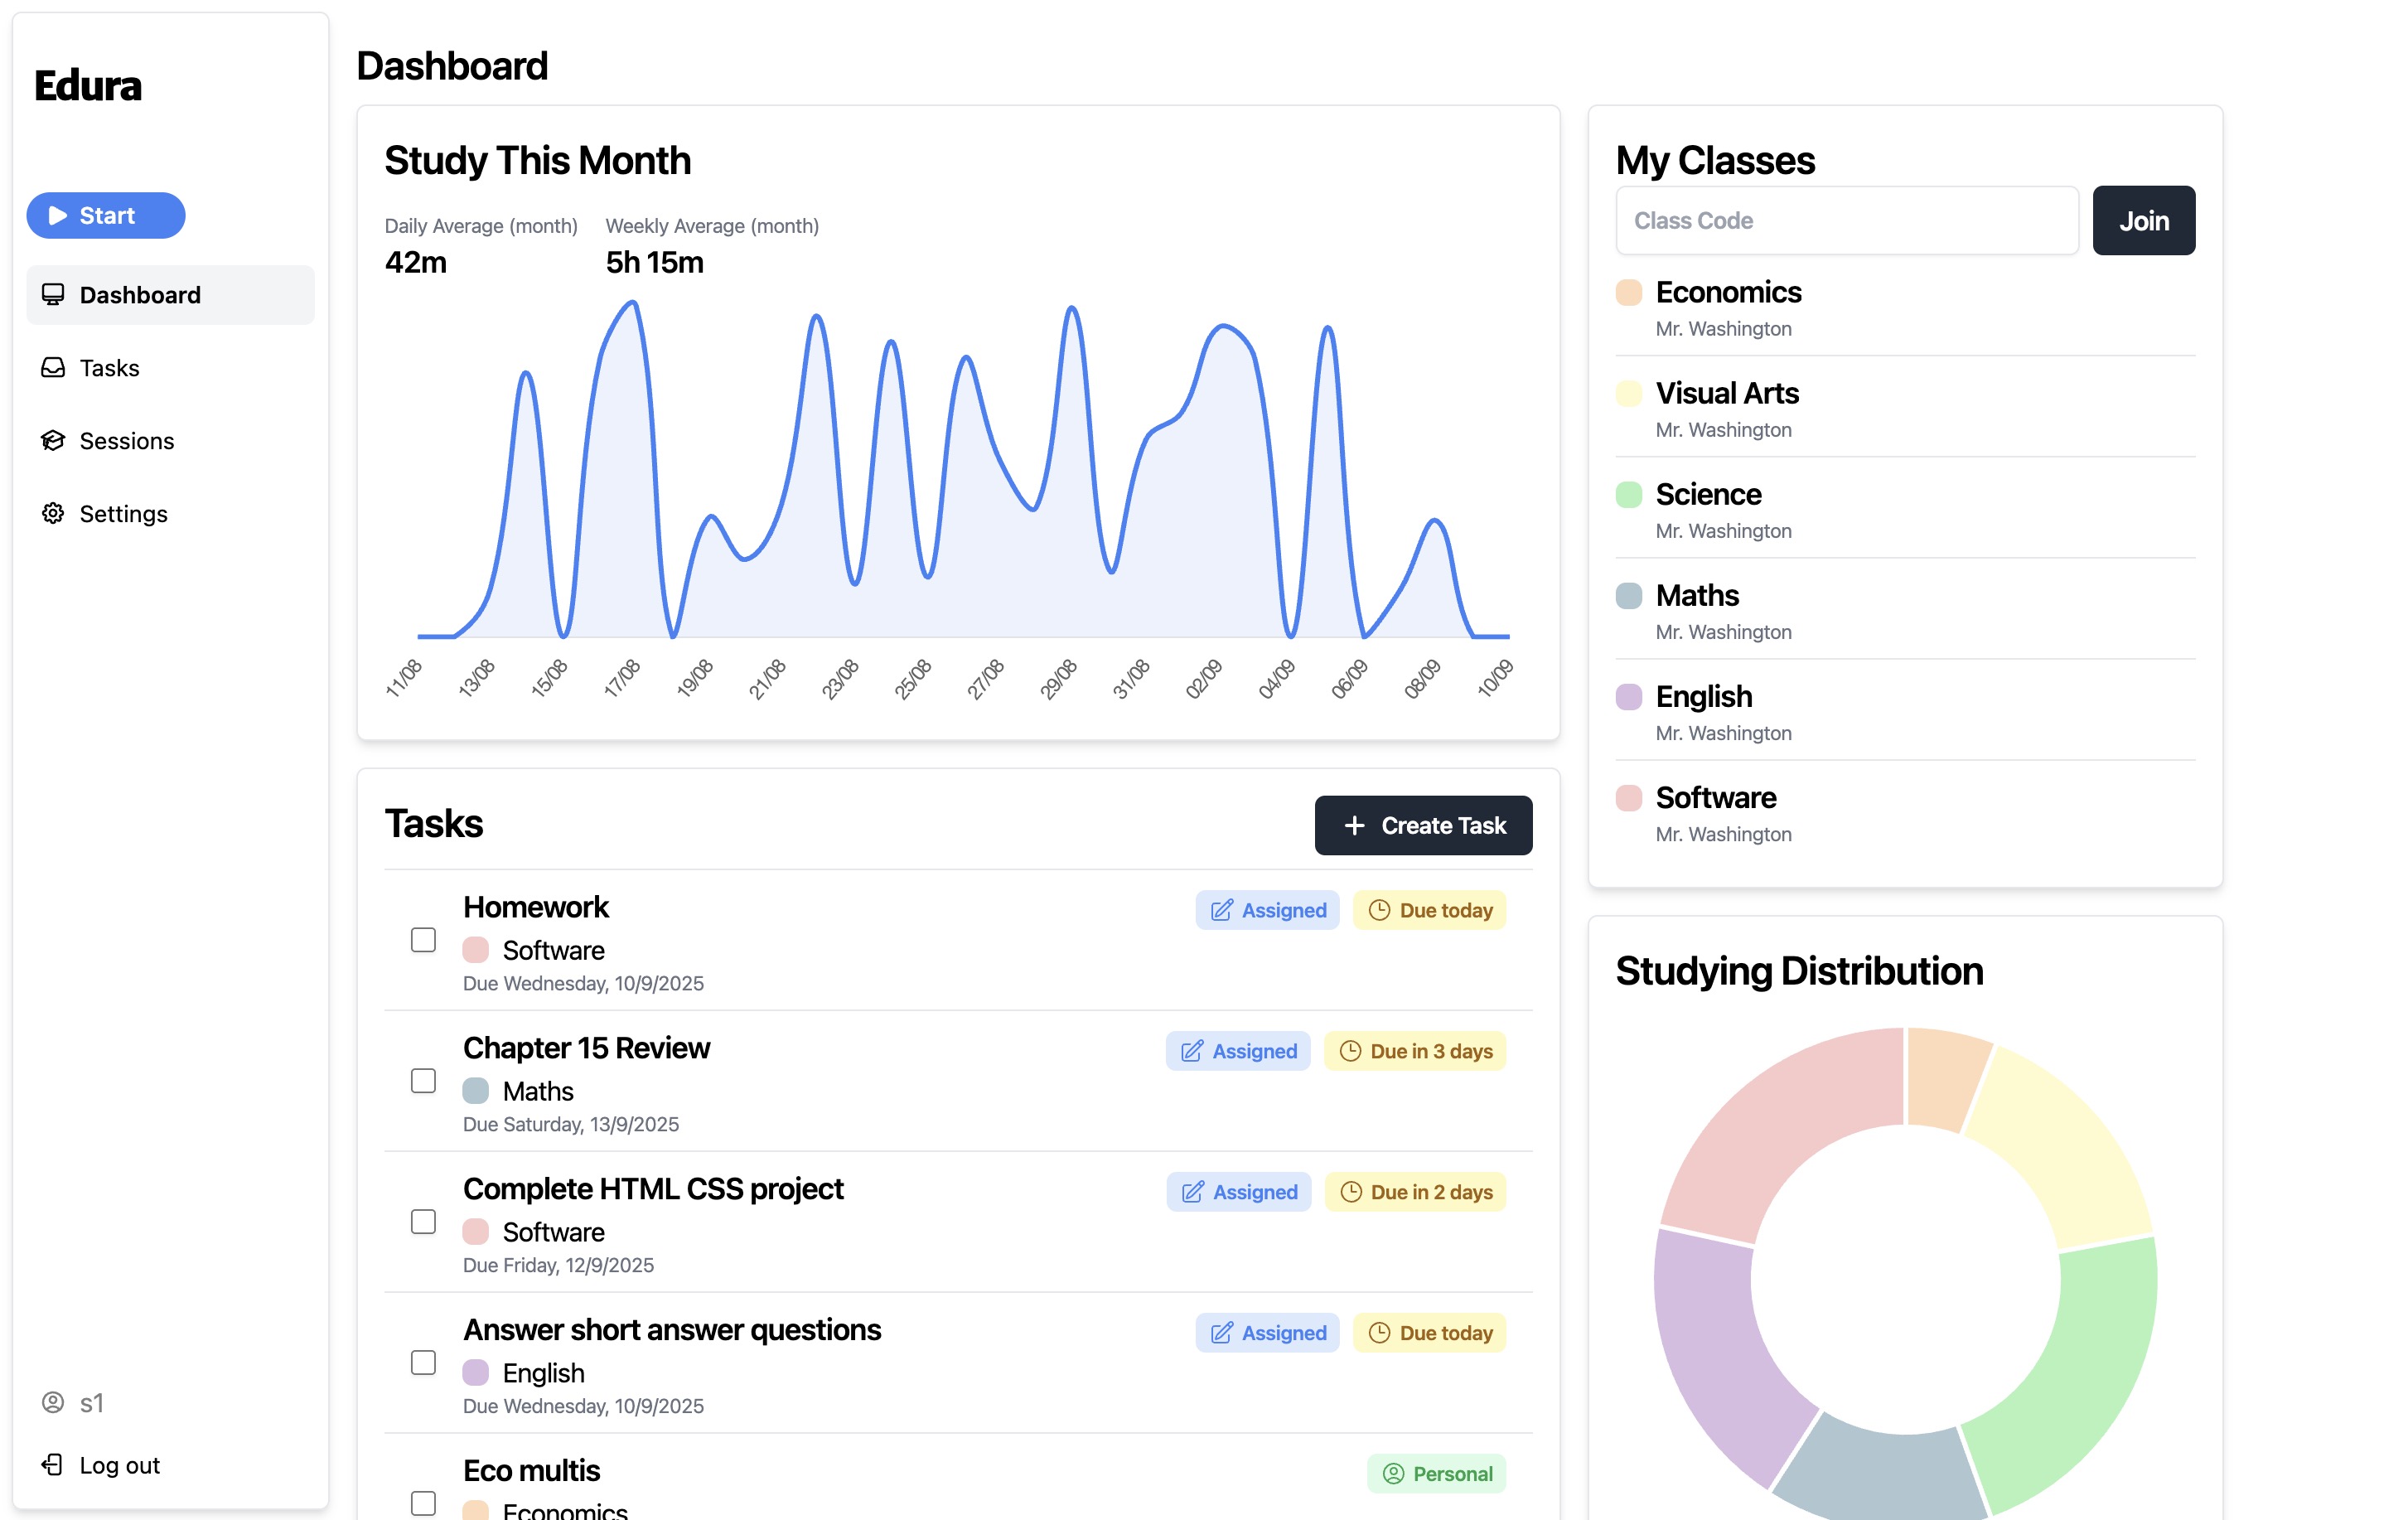 Edura
Start
Dashboard
Tasks
Sessions
Settings
s1
Log out
Dashboard
Study This Month
Daily Average (month) Weekly Average (month)
42m 5h 15m
11/08 13/08 15/08 17/08 19/08 21/08 23/08 25/08 27/08 29/08 31/08 02/09 04/09 06/09 08/09 10/09
Tasks
Create Task
Homework
Assigned Due today
Software
Due Wednesday, 10/9/2025
Chapter 15 Review
Assigned Due in 3 days
Maths
Due Saturday, 13/9/2025
Complete HTML CSS project
Assigned Due in 2 days
Software
Due Friday, 12/9/2025
Answer short answer questions
Assigned Due today
English
Due Wednesday, 10/9/2025
Eco multis
Personal
Economics
My Classes
Class Code Join
Economics
Mr. Washington
Visual Arts
Mr. Washington
Science
Mr. Washington
Maths
Mr. Washington
English
Mr. Washington
Software
Mr. Washington
Studying Distribution